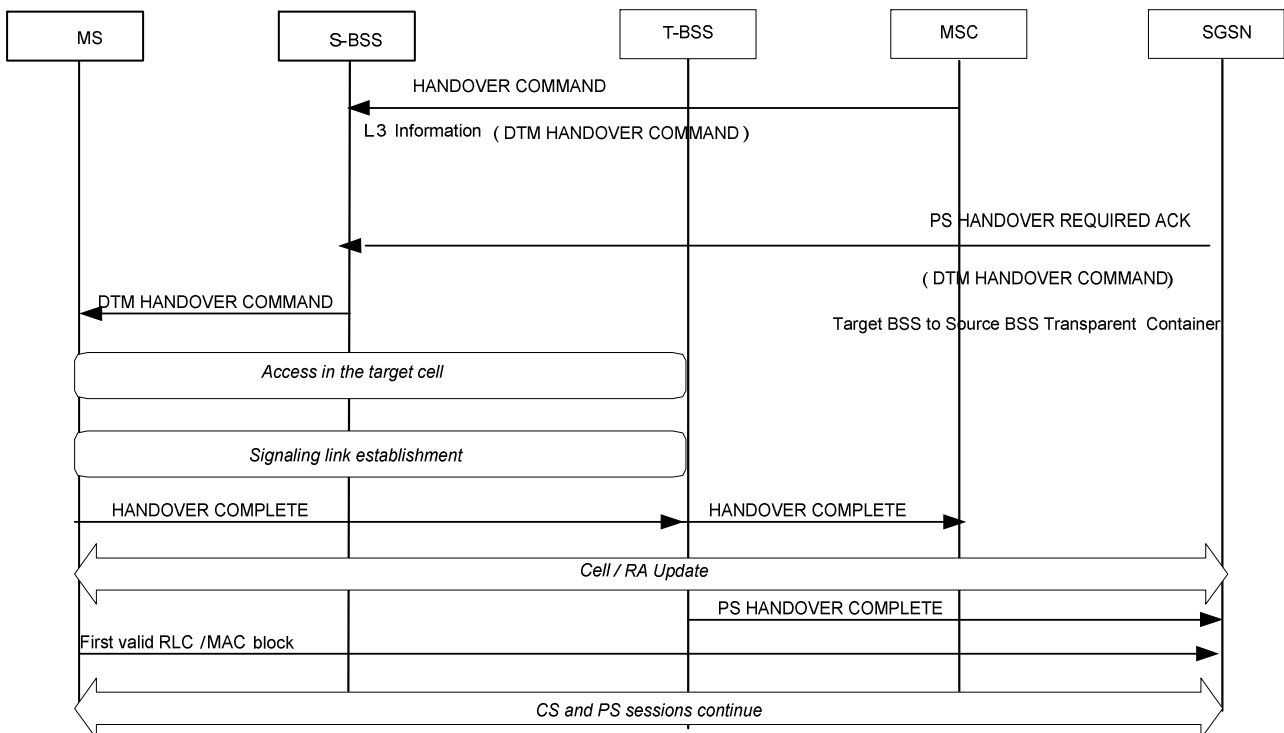 MS
S-BSS
T-BSS
MSC
SGSN
HANDOVER COMMAND
L3 Information ( DTM HANDOVER COMMAND )
PS HANDOVER REQUIRED ACK
( DTM HANDOVER COMMAND)
DTM HANDOVER COMMAND
Target BSS to Source BSS Transparent Container
Access in the target cell
Signaling link establishment
HANDOVER COMPLETE
HANDOVER COMPLETE
Cell / RA Update
PS HANDOVER COMPLETE
First valid RLC /MAC block
CS and PS sessions continue